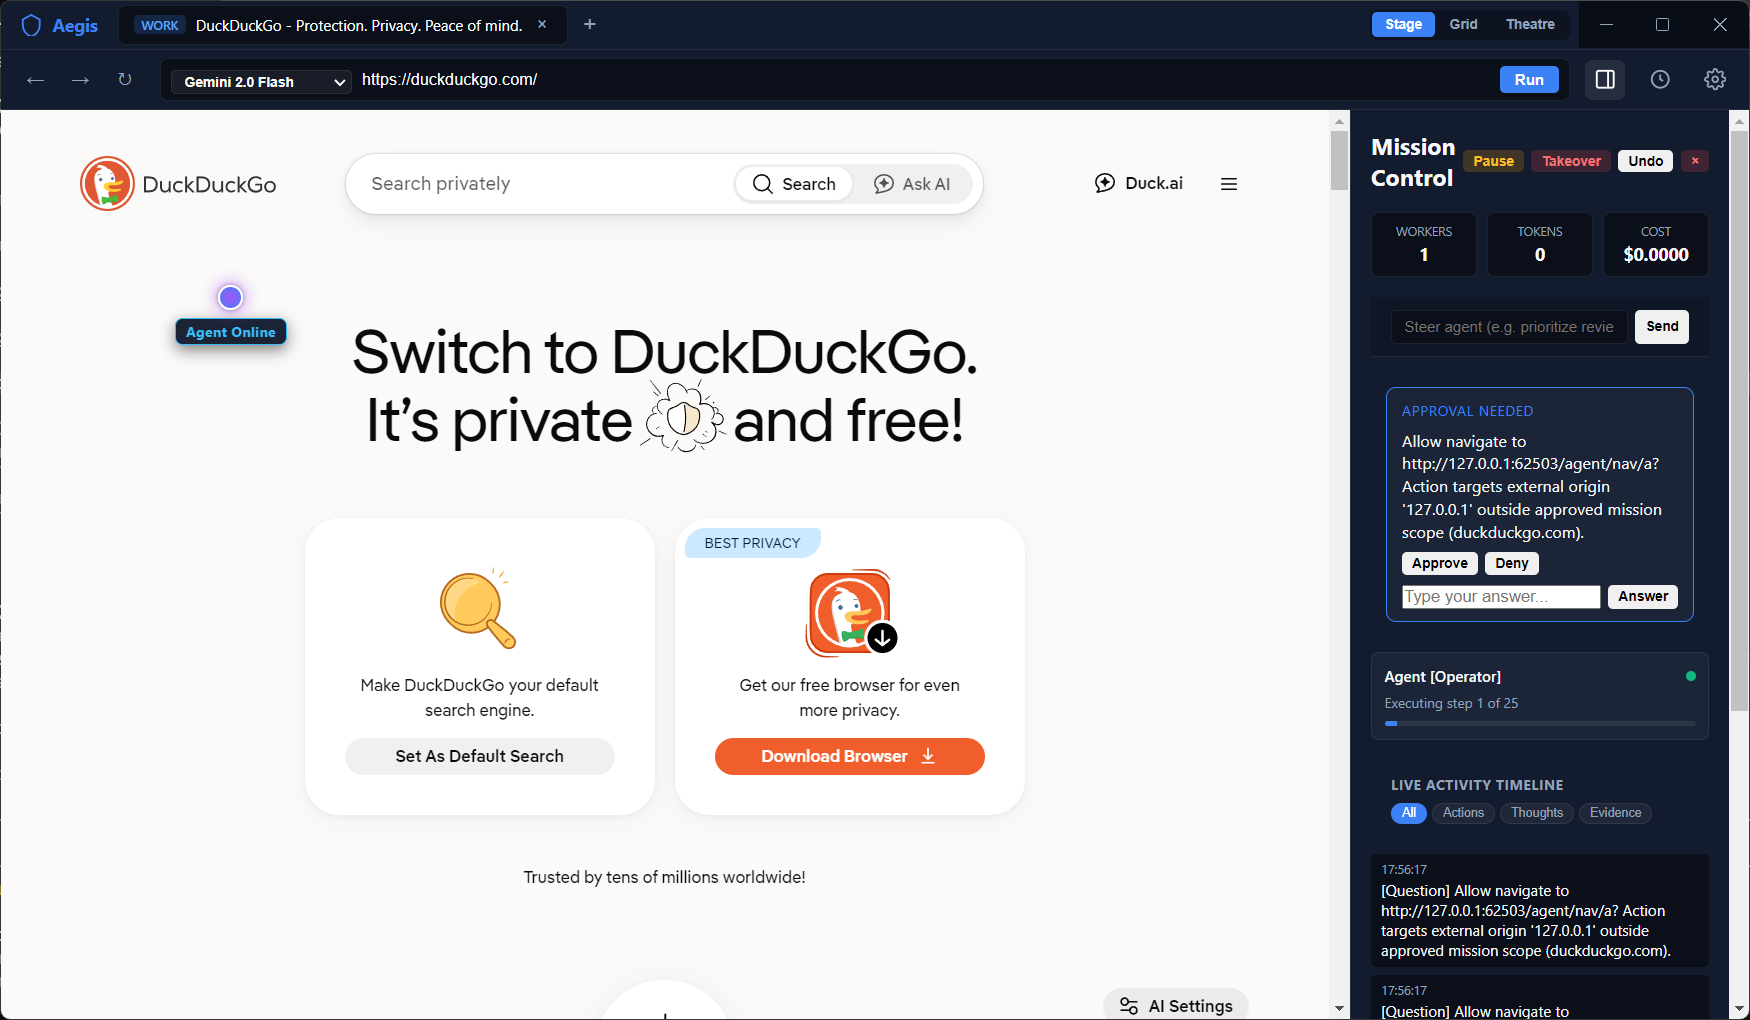 Aegis
WORK DuckDuckGo - Protection. Privacy. Peace of mind. × +
Stage Grid Theatre
Gemini 2.0 Flash https://duckduckgo.com/ Run
DuckDuckGo
Search privately
Search
Ask AI
Duck.ai
Agent Online
Switch to DuckDuckGo.
It's private and free!
Make DuckDuckGo your default
search engine.
Set As Default Search
BEST PRIVACY
Get our free browser for even
more privacy.
Download Browser
Trusted by tens of millions worldwide!
AI Settings
Mission
Control
Pause Takeover Undo ×
WORKERS
1
TOKENS
0
COST
$0.0000
Steer agent (e.g. prioritize revie
Send
APPROVAL NEEDED
Allow navigate to
http://127.0.0.1:62503/agent/nav/a?
Action targets external origin
'127.0.0.1' outside approved mission
scope (duckduckgo.com).
Approve Deny
Type your answer... Answer
Agent [Operator]
Executing step 1 of 25
LIVE ACTIVITY TIMELINE
All Actions Thoughts Evidence
17:56:17
[Question] Allow navigate to
http://127.0.0.1:62503/agent/nav/a? Action
targets external origin '127.0.0.1' outside
approved mission scope (duckduckgo.com).
17:56:17
[Question] Allow navigate to